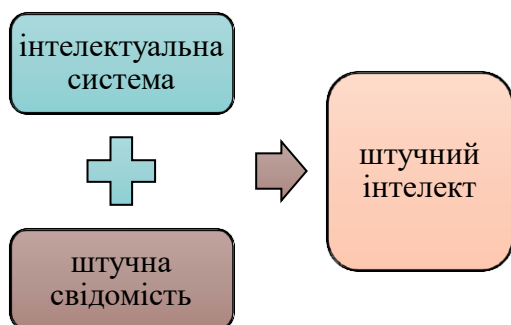 інтелектуальна
система
штучна
свідомість
штучний
інтелект